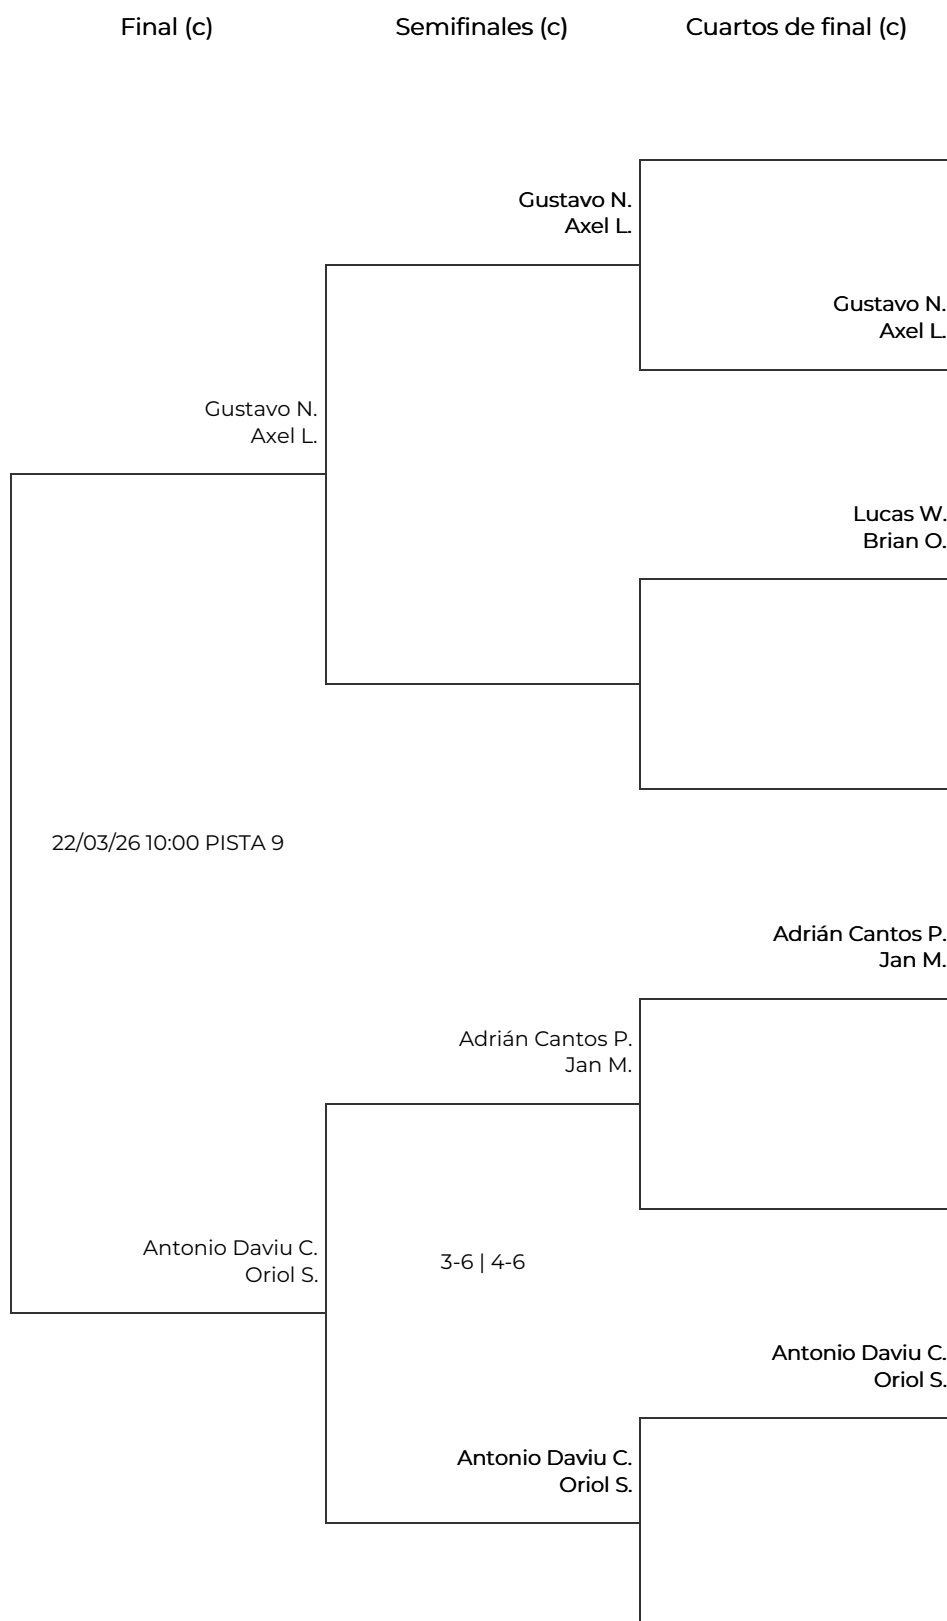 Final (c)
Semifinales (c)
Cuartos de final (c)
Gustavo N.
Axel L.
Gustavo N.
Axel L.
Gustavo N.
Axel L.
Lucas W.
Brian O.
22/03/26 10:00 PISTA 9
Adrián Cantos P.
Jan M.
Adrián Cantos P.
Jan M.
Antonio Daviu C.
Oriol S.
3-6 | 4-6
Antonio Daviu C.
Oriol S.
Antonio Daviu C.
Oriol S.